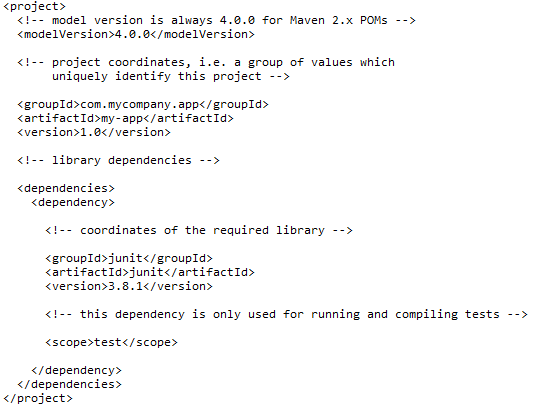 <project>
<!-- model version is always 4.0.0 for Maven 2.x POMs -->
<modelVersion>4.0.0</modelVersion>
<!-- project coordinates, i.e. a group of values which
uniquely identify this project -->
<groupId>com.mycompany.app</groupId>
<artifactId>my-app</artifactId>
<version>1.0</version>
<!-- library dependencies -->
<dependencies>
<dependency>
<!-- coordinates of the required library -->
<groupId>junit</groupId>
<artifactId>junit</artifactId>
<version>3.8.1</version>
<!-- this dependency is only used for running and compiling tests -->
<scope>test</scope>
</dependency>
</dependencies>
</project>